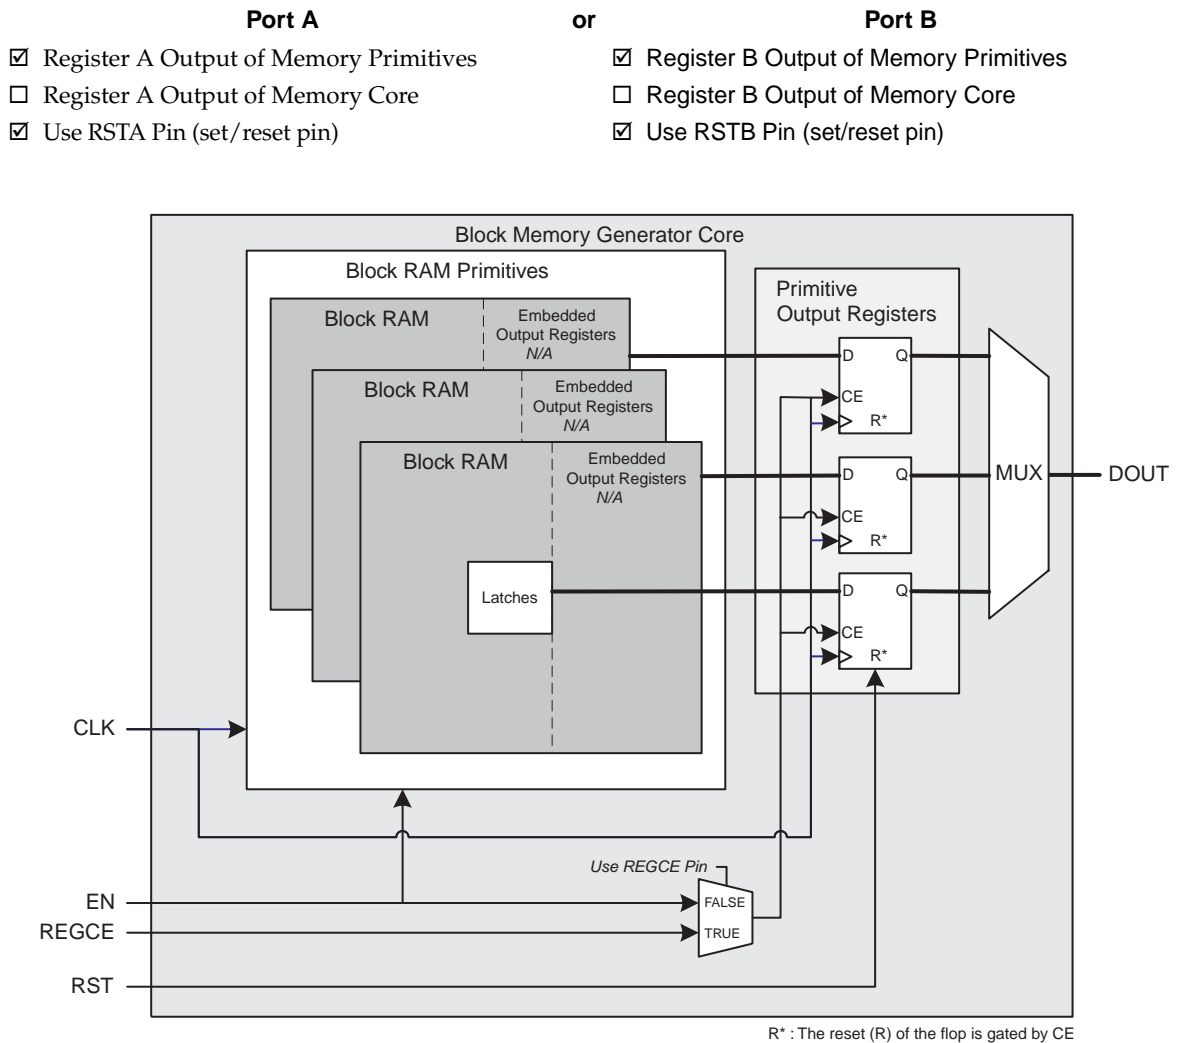 Port A or Port B
☑ Register A Output of Memory Primitives
☐ Register A Output of Memory Core
☑ Use RSTA Pin (set/reset pin)
☑ Register B Output of Memory Primitives
☐ Register B Output of Memory Core
☑ Use RSTB Pin (set/reset pin)
Block Memory Generator Core
Block RAM Primitives
Block RAM
Embedded
Output Registers
N/A
Block RAM
Embedded
Output Registers
N/A
Block RAM
Embedded
Output Registers
N/A
Latches
Primitive
Output Registers
D Q
CE
R*
D Q
CE
R*
D Q
CE
R*
MUX
DOUT
CLK
Use REGCE Pin
EN
FALSE
REGCE
TRUE
RST
R* : The reset (R) of the flop is gated by CE